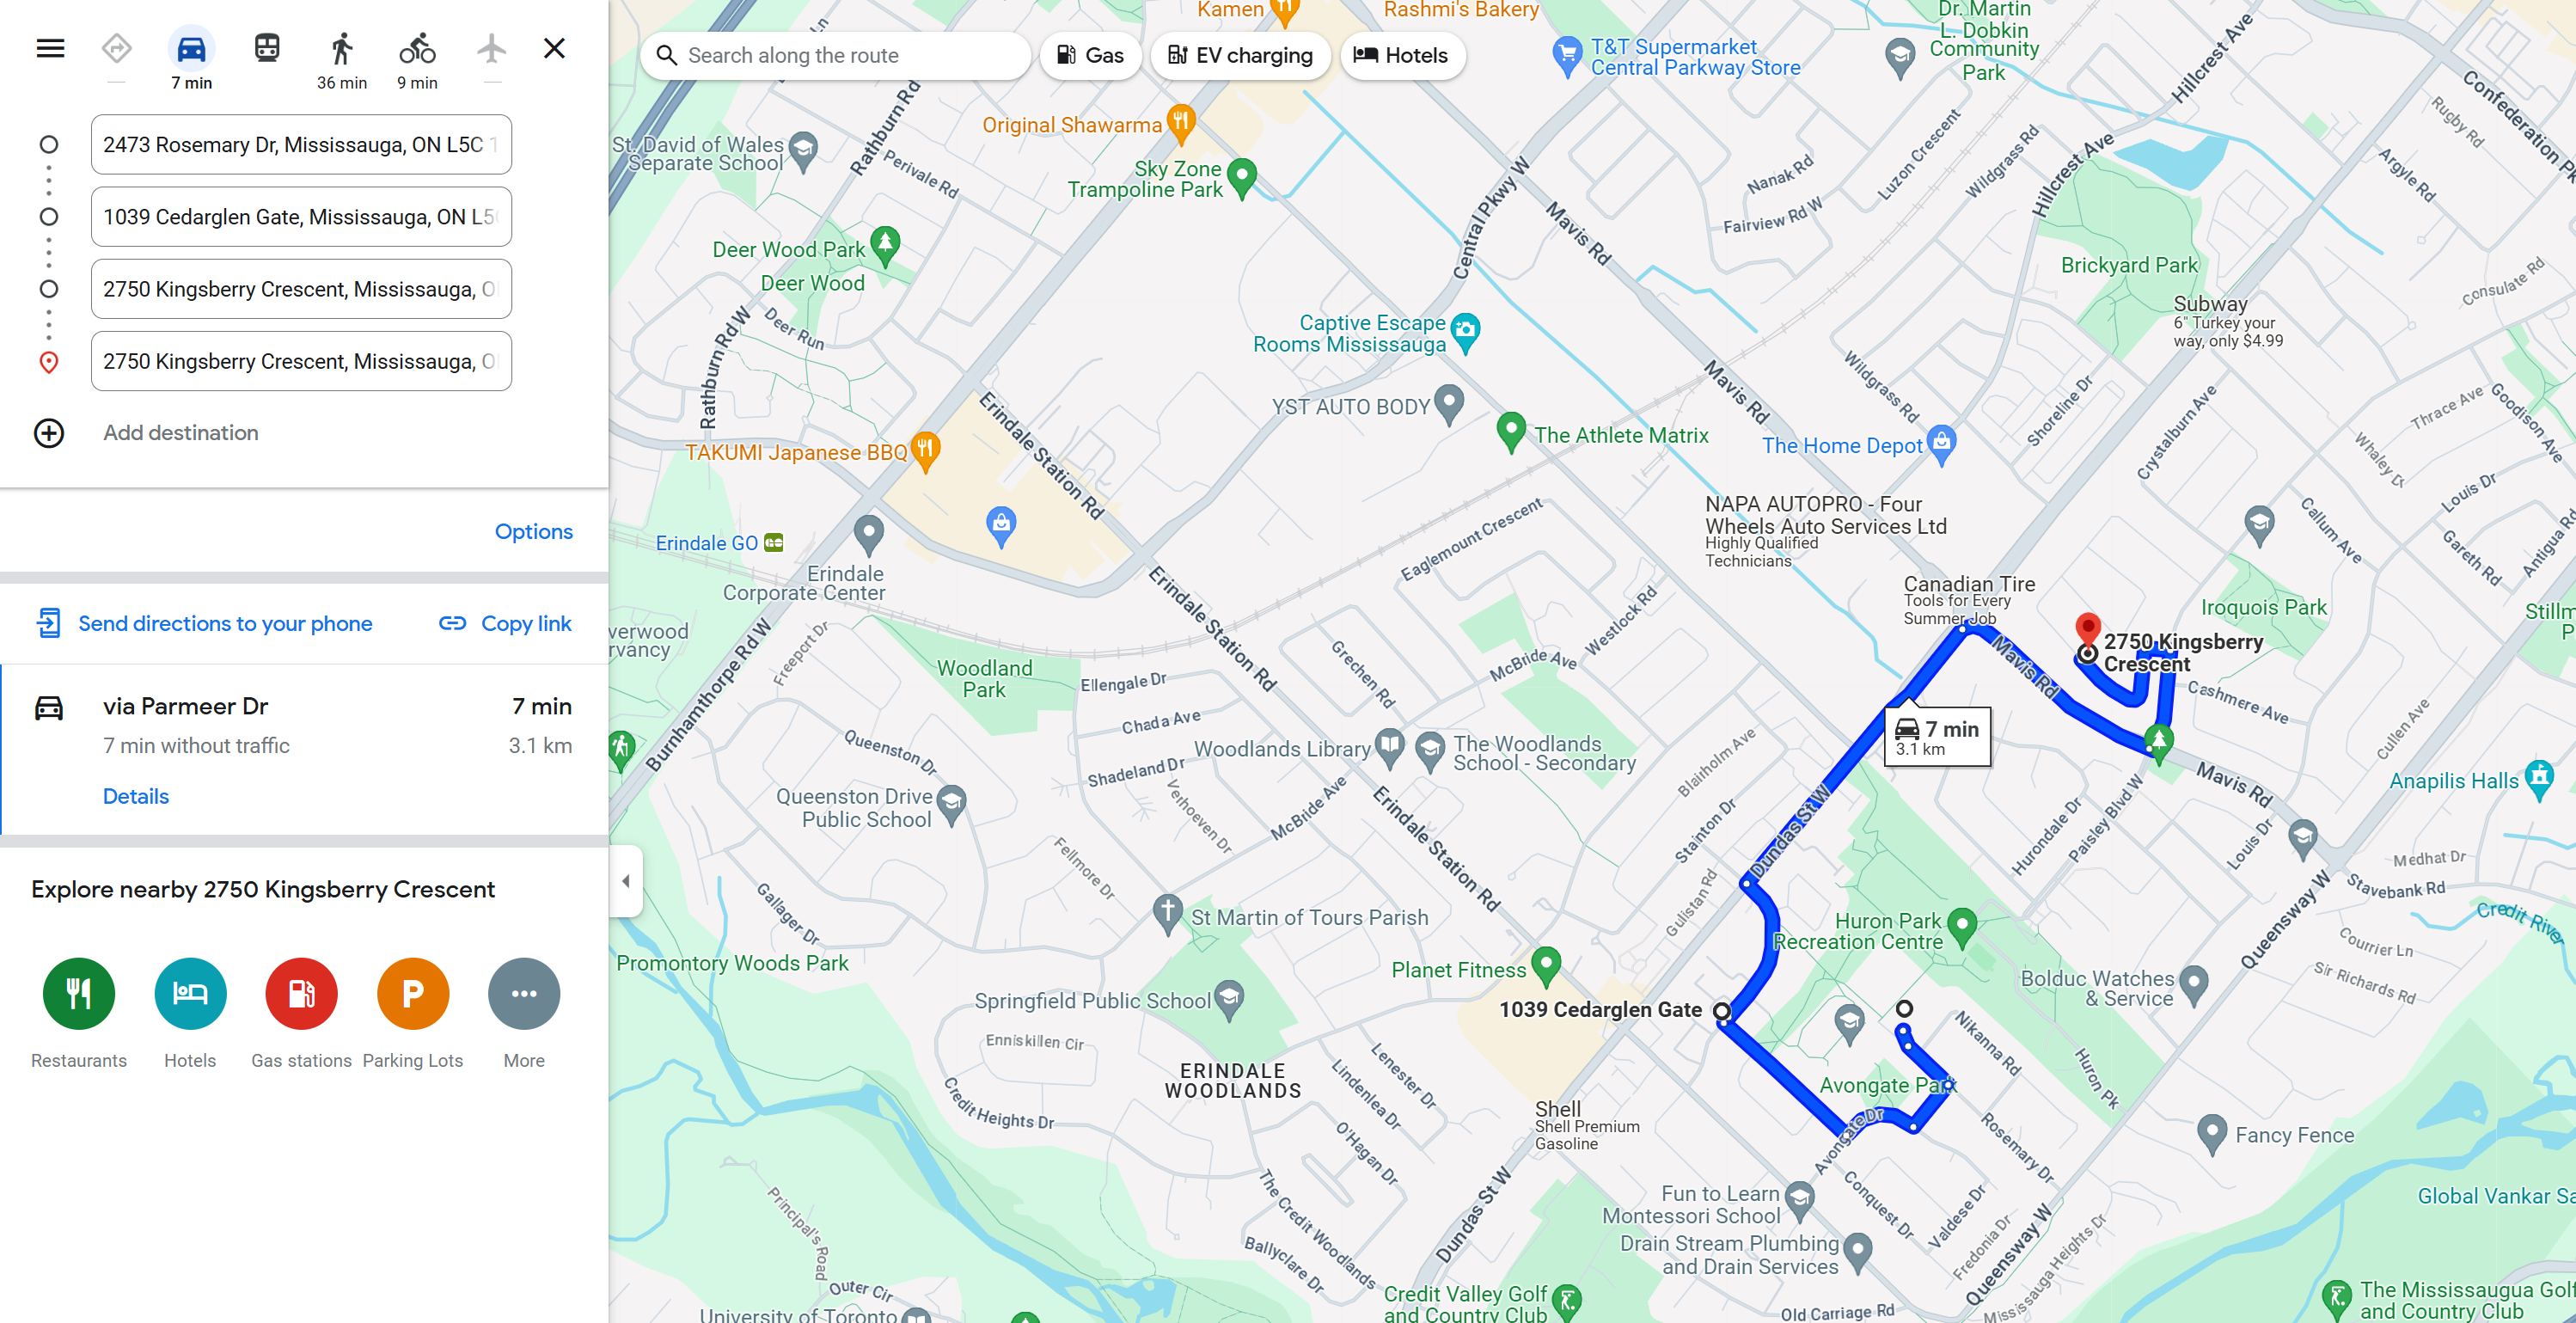 7 min
36 min
9 min
2473 Rosemary Dr, Mississauga, ON L5C 1
1039 Cedarglen Gate, Mississauga, ON L5
2750 Kingsberry Crescent, Mississauga, O
2750 Kingsberry Crescent, Mississauga, O
Add destination
Options
Send directions to your phone
Copy link
via Parmeer Dr
7 min
7 min without traffic
3.1 km
Details
Explore nearby 2750 Kingsberry Crescent
Restaurants
Hotels
Gas stations
Parking Lots
More
Search along the route
Gas
EV charging
Hotels
Kamen
Rashmi's Bakery
T&T Supermarket
Central Parkway Store
Dr. Martin
L. Dobkin
Community
Park
Hillcrest Ave
Confederation
Rugby Rd
Argyle Rd
St. David of Wales
Separate School
Rathburn Rd
Perivale Rd
Original Shawarma
Sky Zone
Trampoline Park
Central Pkwy W
Mavis Rd
Nanak Rd
Fairview Rd W
Luzon Crescent
Wildgrass Rd
Hillcrest Ave
Brickyard Park
Consulate Rd
Deer Wood Park
Deer Wood
Deer Run
Rathburn Rd W
Captive Escape
Rooms Mississauga
Subway
6" Turkey your
way, only $4.99
Mavis Rd
Wildgrass Rd
Shoreline Dr
Crystalburn Ave
Thrace Ave
Goodison Ave
Whaley Dr
Louis Dr
Erindale Station Rd
YST AUTO BODY
The Athlete Matrix
The Home Depot
TAKUMI Japanese BBQ
NAPA AUTOPRO - Four
Wheels Auto Services Ltd
Highly Qualified
Technicians
Eaglemount Crescent
Callum Ave
Gareth Rd
Antigua Rd
Erindale GO
Erindale
Corporate Center
Canadian Tire
Tools for Every
Summer Job
Iroquois Park
Erindale Station Rd
Westlock Rd
Mavis Rd
2750 Kingsberry
Crescent
Burnhamthorpe Rd W
Freeport Dr
Woodland
Park
Ellengale Dr
Grechen Rd
McBride Ave
Cashmere Ave
Chada Ave
7 min
3.1 km
Cullen Ave
Queenston Dr
Woodlands Library
The Woodlands
School - Secondary
Blairholm Ave
Mavis Rd
Anapilis Halls
Shadeland Dr
Queenston Drive
Public School
Verhoeven Dr
McBride Ave
Erindale Station Rd
Stainton Dr
Dundas St W
Hurondale Dr
Paisley Blvd W
Louis Dr
Medhat Dr
Stavebank Rd
Fellmore Dr
Gallager Dr
St Martin of Tours Parish
Gulistan Rd
Huron Park
Recreation Centre
Queensway W
Credit River
Courrier Ln
Promontory Woods Park
Planet Fitness
Bolduc Watches
& Service
Sir Richards Rd
Springfield Public School
1039 Cedarglen Gate
Nikanna Rd
Enniskillen Cir
ERINDALE
WOODLANDS
Lenester Dr
Lindenlea Dr
Avongate Park
Huron Pk
Credit Heights Dr
Shell
Shell Premium
Gasoline
Avongate Dr
Rosemary Dr
Fancy Fence
O'Hagan Dr
Conquest Dr
Valdese Dr
Fun to Learn
Montessori School
Principal's Road
The Credit Woodlands
Dundas St W
Fredonia Dr
Queensway W
Mississauga Heights Dr
Global Vankar Sa
Ballyclare Dr
Drain Stream Plumbing
and Drain Services
Outer Cir
University of Toronto
Credit Valley Golf
and Country Club
Old Carriage Rd
The Mississaugua Golf
and Country Club